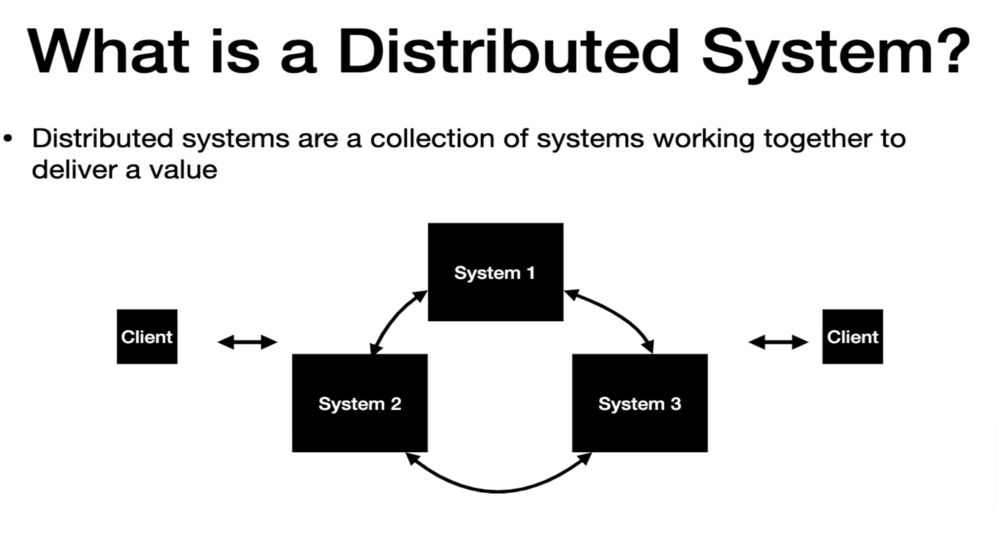 What is a Distributed System?
• Distributed systems are a collection of systems working together to
deliver a value
System 1
Client
Client
System 2
System 3